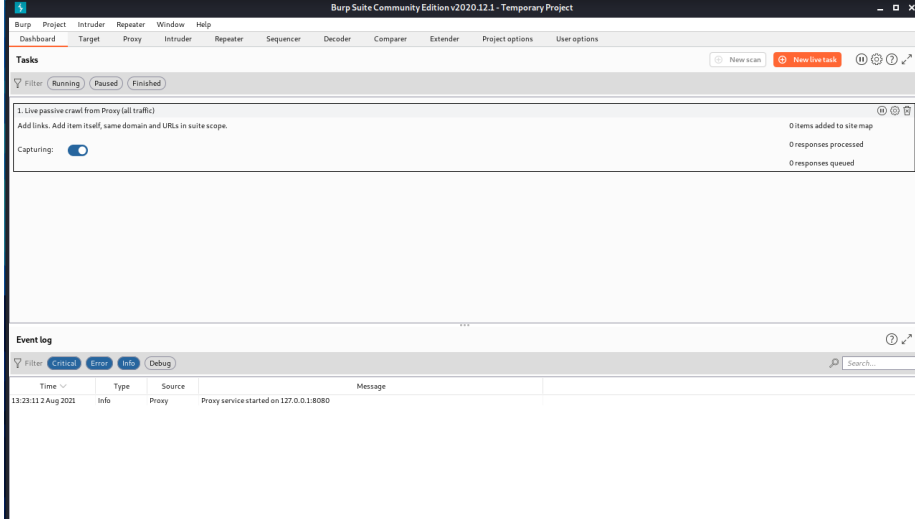 Burp Suite Community Edition v2020.12.1 - Temporary Project
Burp Project Intruder Repeater Window Help
Dashboard Target Proxy Intruder Repeater Sequencer Decoder Comparer Extender Project options User options
Tasks New scan New live task
Filter Running Paused Finished
1. Live passive crawl from Proxy (all traffic)
Add links. Add item itself, same domain and URLs in suite scope. 0 items added to site map
Capturing: 0 responses processed
0 responses queued
Event log
Filter Critical Error Info Debug Search...
Time Type Source Message
13:23:11 2 Aug 2021 Info Proxy Proxy service started on 127.0.0.1:8080